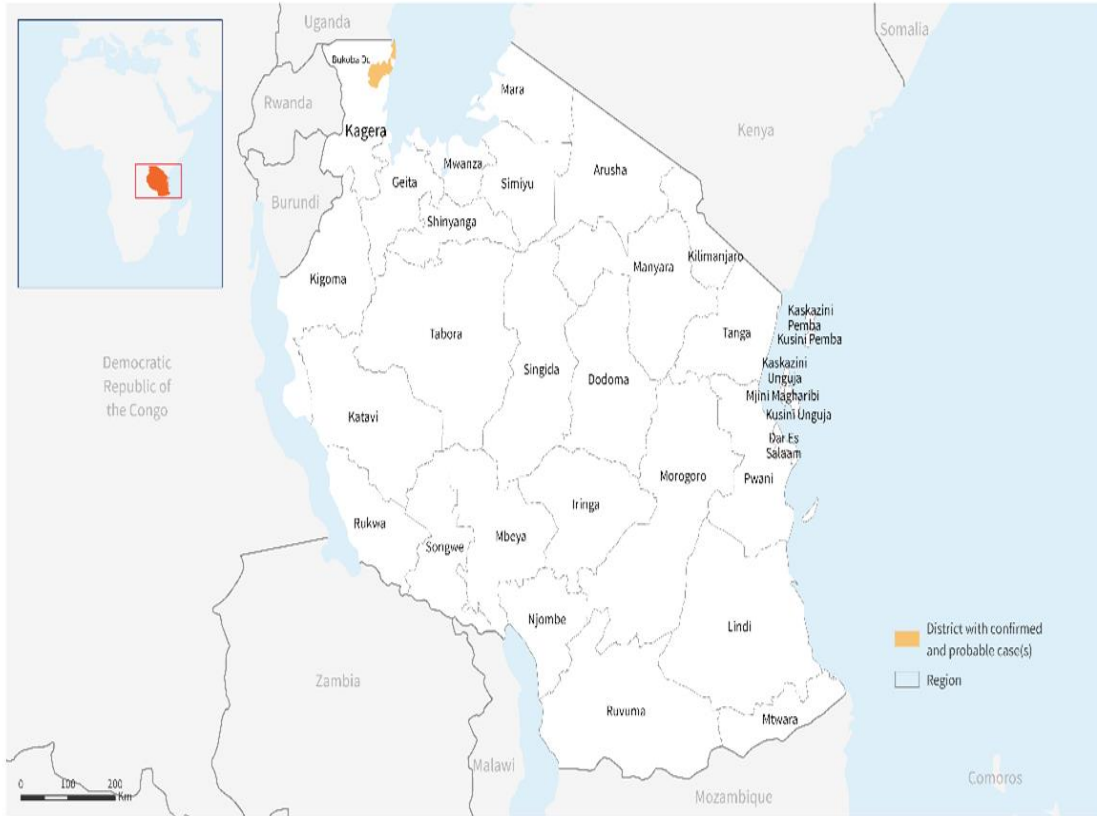 Uganda
Somalia
Bukoba Dc
Mara
Rwanda
Kenya
Kagera
Mwanza
Arusha
Geita
Simiyu
Burundi
Shinyanga
Kilimanjaro
Manyara
Kigoma
Kaskazini
Pemba
Kusini Pemba
Tabora
Tanga
Democratic
Republic of
the Congo
Kaskazini
Unguja
Singida
Dodoma
Mjini Magharibi
Kusini Unguja
Katavi
Dar Es
Salaam
Morogoro
Pwani
Iringa
Rukwa
Songwe
Mbeya
Njombe
Lindi
District with confirmed
and probable case(s)
Region
Zambia
Ruvuma
Mtwara
Malawi
Comoros
Mozambique
0 100 200
Km